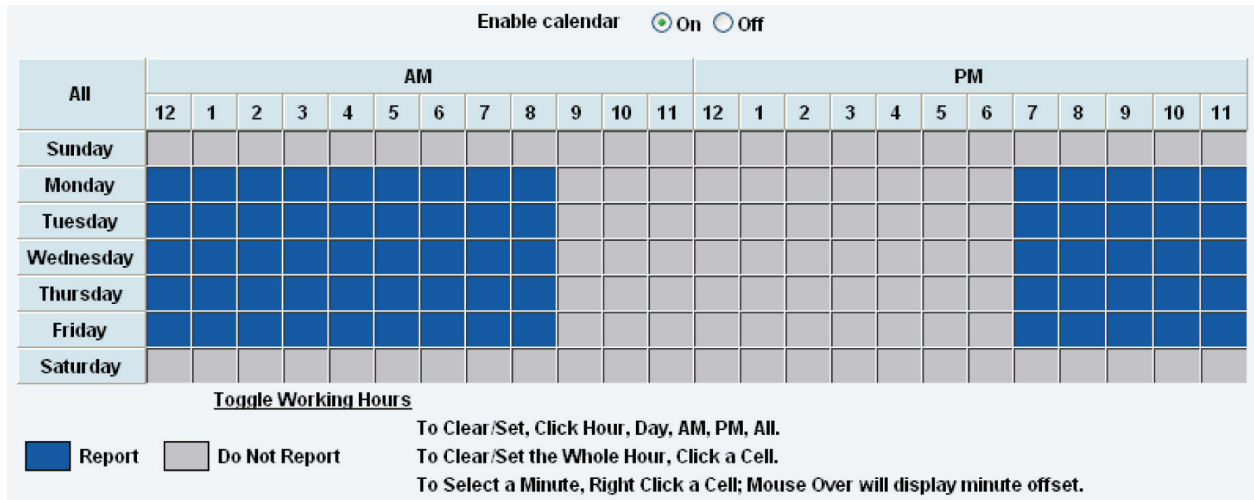 Enable calendar On Off
All AM PM
12 1 2 3 4 5 6 7 8 9 10 11 12 1 2 3 4 5 6 7 8 9 10 11
Sunday
Monday
Tuesday
Wednesday
Thursday
Friday
Saturday
Toggle Working Hours
To Clear/Set, Click Hour, Day, AM, PM, All.
Report Do Not Report To Clear/Set the Whole Hour, Click a Cell.
To Select a Minute, Right Click a Cell; Mouse Over will display minute offset.